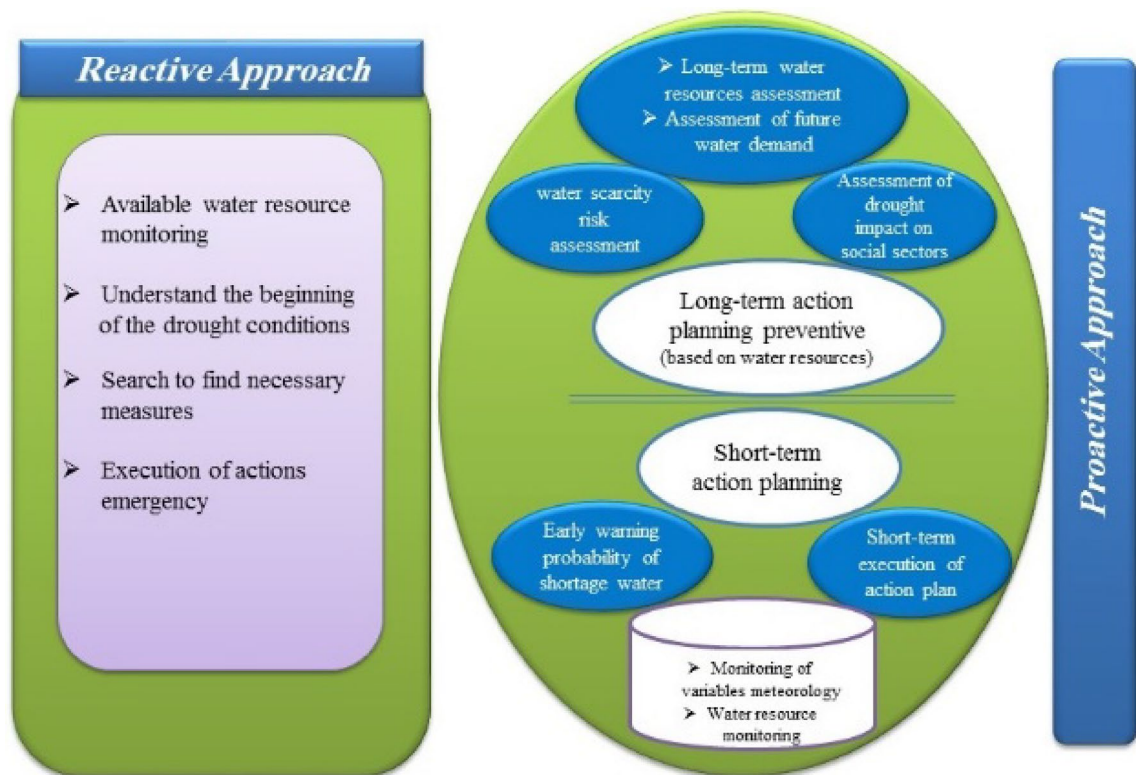 Reactive Approach
➢ Available water resource
monitoring
➢ Understand the beginning
of the drought conditions
➢ Search to find necessary
measures
➢ Execution of actions
emergency
➢ Long-term water
resources assessment
➢ Assessment of future
water demand
water scarcity
risk
assessment
Assessment of
drought
impact on
social sectors
Long-term action
planning preventive
(based on water resources)
Short-term
action planning
Early warning
probability of
shortage water
Short-term
execution of
action plan
➢ Monitoring of
variables meteorology
➢ Water resource
monitoring
Proactive Approach